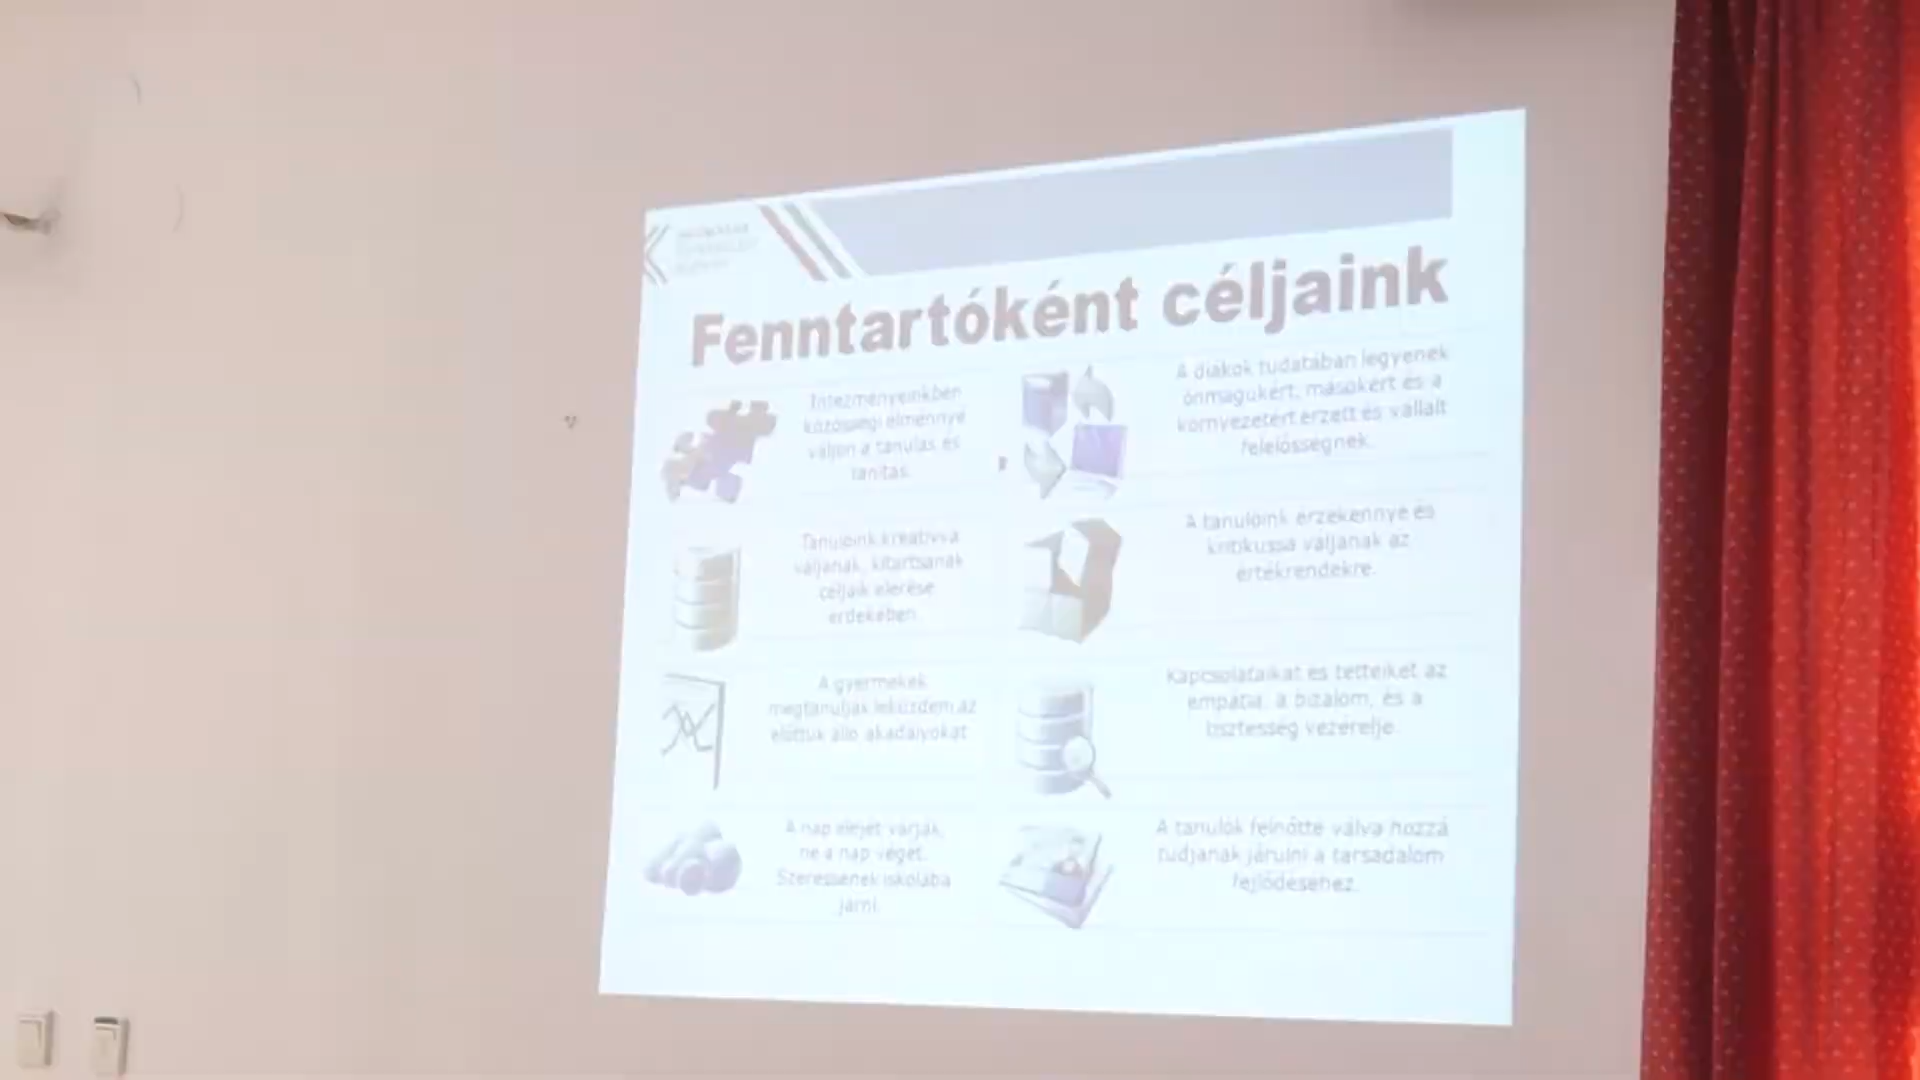 Fenntartóként céljaink
Intézményeinkben
közösségi élménnyé
váljon a tanulás és
tanítás.
Tanulóink kreatívvá
váljanak, kitartsanak
céljaik elérése
érdekében.
A gyermekek
megtanulják leküzdeni az
előttük álló akadályokat.
A nap elejét várják,
ne a nap végét.
Szeressenek iskolába
járni.
A diákok tudatában legyenek
önmagukért, másokért és a
környezetért érzett és vállalt
felelősségnek.
A tanulóink érzékennyé és
kritikussá váljanak az
értékrendekre.
Kapcsolataikat és tetteiket az
empátia, a bizalom, és a
tisztesség vezérelje.
A tanulók felnőtté válva hozzá
tudjanak járulni a társadalom
fejlődéséhez.